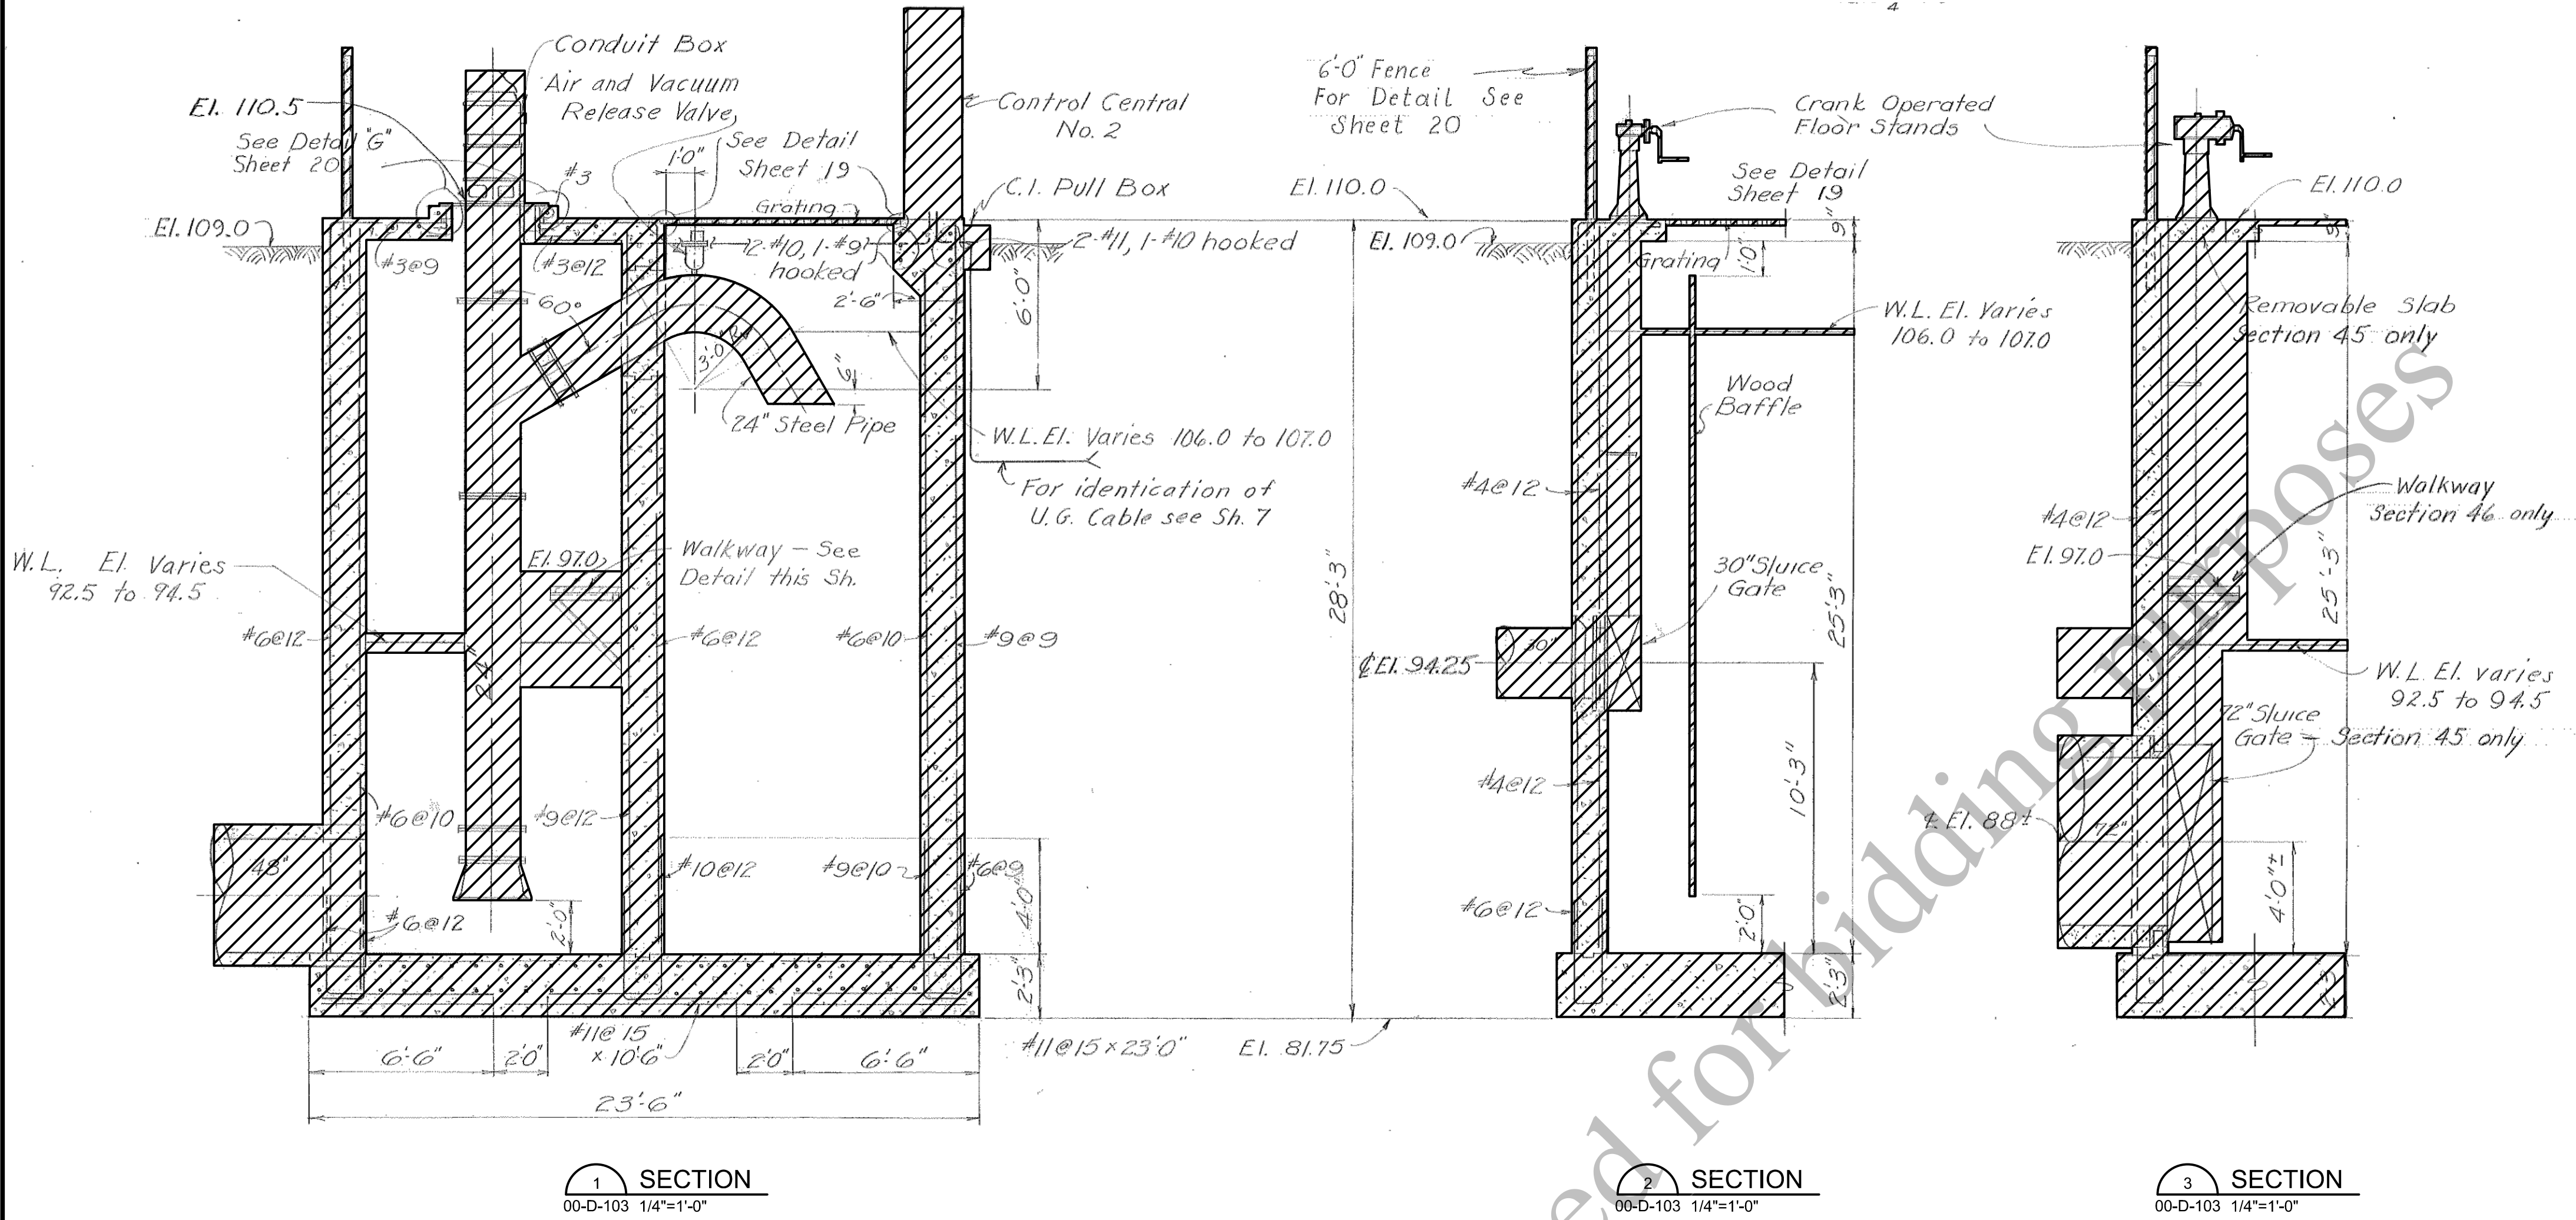 Conduit Box
Air and Vacuum
Release Valve
El. 110.5
See Detail "G"
Sheet 20
#3
1'-0"
See Detail
Sheet 19
Grating
Control Central
No. 2
C.I. Pull Box
El. 109.0
#3@9
#3@12
2-#10, 1-#9
hooked
2-#11, 1-#10 hooked
60°
2'-6"
6'-0"
3'-0" R
6"
24" Steel Pipe
W.L. El. Varies 106.0 to 107.0
For identication of
U.G. Cable see Sh. 7
El. 97.0
Walkway - See
Detail this Sh.
W.L. El. Varies
92.5 to 94.5
#6@12
24"
#6@12
#6@10
#9@9
#6@10
#9@12
48"
#10@12
#9@10
#6@9
4'-0"
#6@12
2'-0"
2'-3"
#11@15
x 10'-6"
#11@15 x 23'-0"
6'-6"
2'-0"
2'-0"
6'-6"
23'-6"
1 SECTION
00-D-103 1/4"=1'-0"
6'-0" Fence
For Detail See
Sheet 20
Crank Operated
Floor Stands
El. 110.0
See Detail
Sheet 19
El. 109.0
Grating
9"
1'-0"
W.L. El. Varies
106.0 to 107.0
Wood
Baffle
#4@12
28'-3"
30" Sluice
Gate
25'-3"
30"
℄ El. 94.25
10'-3"
#4@12
#6@12
2'-0"
2'-3"
El. 81.75
2 SECTION
00-D-103 1/4"=1'-0"
El. 110.0
9"
Removable Slab
Section 45 only
Walkway
Section 46 only
#4@12
El. 97.0
25'-3"
W.L. El. varies
92.5 to 94.5
72" Sluice
Gate - Section 45 only
℄ El. 88±
72"
4'-0"±
2'-3
3 SECTION
00-D-103 1/4"=1'-0"
ed for bidding purposes
4